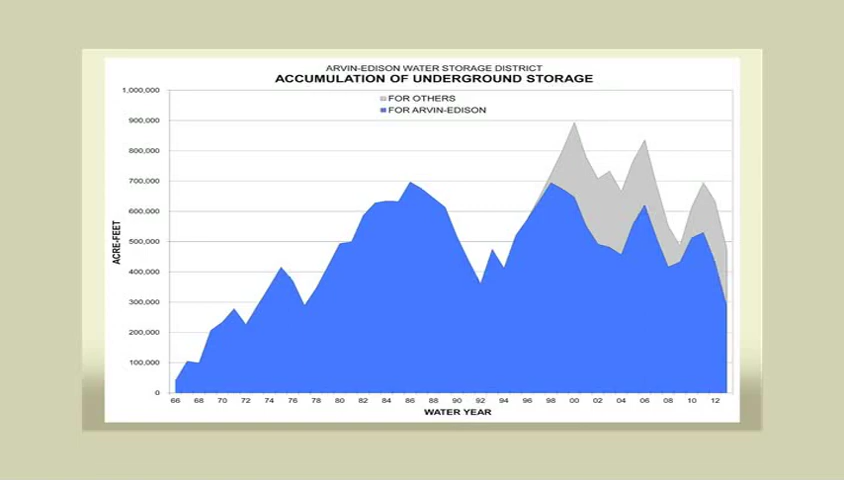 ARVIN-EDISON WATER STORAGE DISTRICT
ACCUMULATION OF UNDERGROUND STORAGE
FOR OTHERS
FOR ARVIN-EDISON
1,000,000
900,000
800,000
700,000
600,000
500,000
400,000
300,000
200,000
100,000
0
ACRE-FEET
66 68 70 72 74 76 78 80 82 84 86 88 90 92 94 96 98 00 02 04 06 08 10 12
WATER YEAR